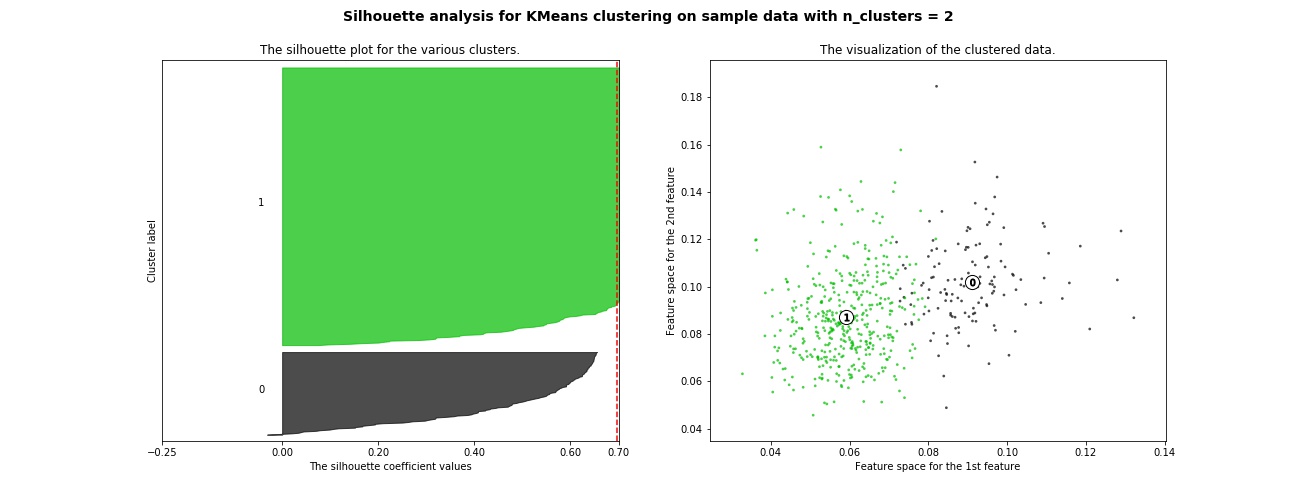 Silhouette analysis for KMeans clustering on sample data with n_clusters = 2
The silhouette plot for the various clusters.
Cluster label
1
0
−0.25 0.00 0.20 0.40 0.60 0.70
The silhouette coefficient values
The visualization of the clustered data.
Feature space for the 2nd feature
0.18
0.16
0.14
0.12
0.10
0.08
0.06
0.04
0
1
0.04 0.06 0.08 0.10 0.12 0.14
Feature space for the 1st feature